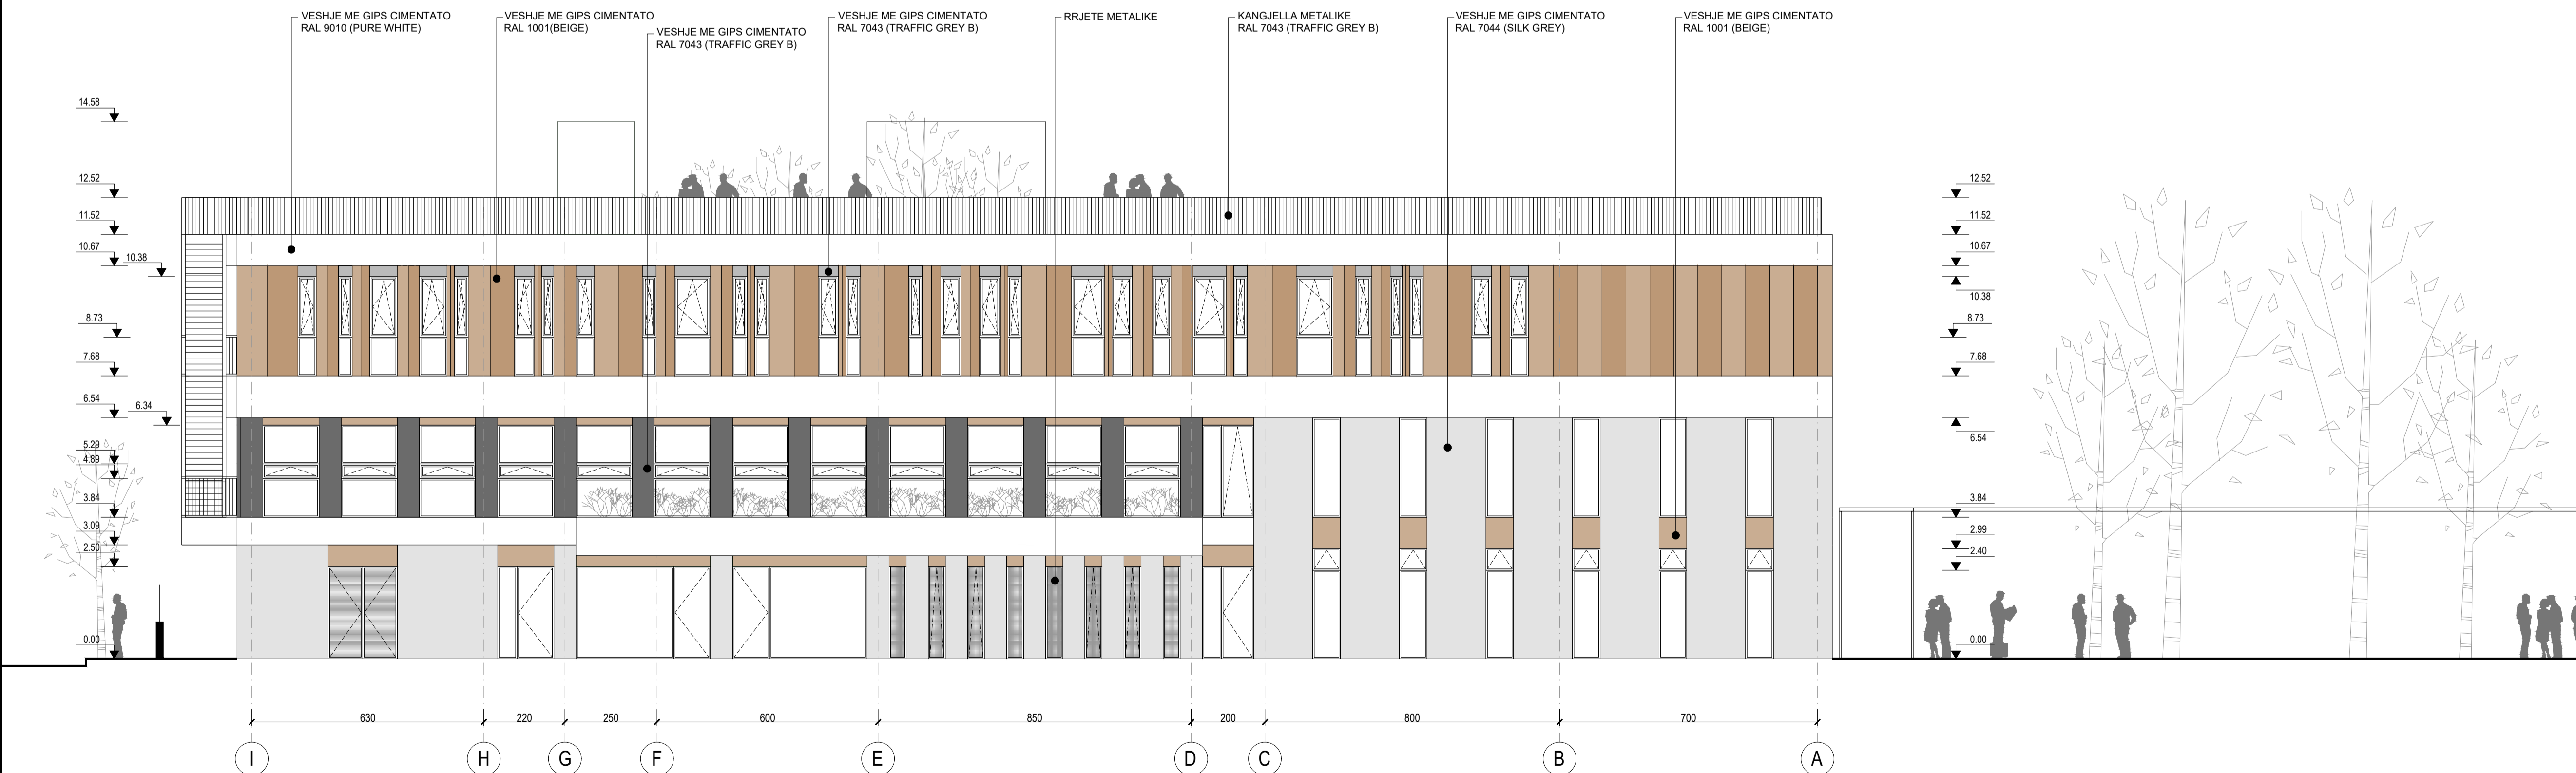 VESHJE ME GIPS CIMENTATO
RAL 9010 (PURE WHITE)
VESHJE ME GIPS CIMENTATO
RAL 1001(BEIGE)
VESHJE ME GIPS CIMENTATO
RAL 7043 (TRAFFIC GREY B)
VESHJE ME GIPS CIMENTATO
RAL 7043 (TRAFFIC GREY B)
RRJETE METALIKE
KANGJELLA METALIKE
RAL 7043 (TRAFFIC GREY B)
VESHJE ME GIPS CIMENTATO
RAL 7044 (SILK GREY)
VESHJE ME GIPS CIMENTATO
RAL 1001 (BEIGE)
14.58
12.52
11.52
10.67
10.38
8.73
7.68
6.54
6.34
5.29
4.89
3.84
3.09
2.50
0.00
12.52
11.52
10.67
10.38
8.73
7.68
6.54
3.84
2.99
2.40
0.00
630
220
250
600
850
200
800
700
I
H
G
F
E
D
C
B
A